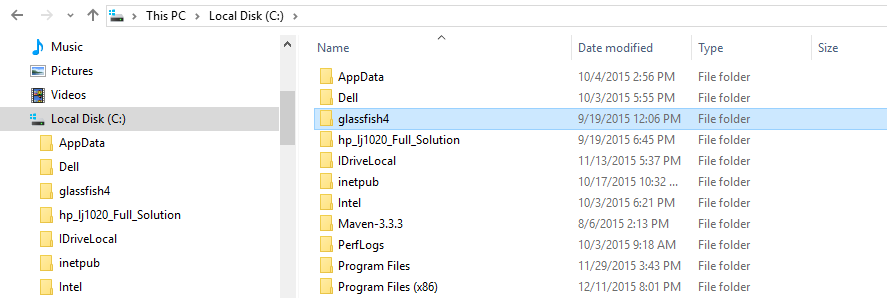 This PC Local Disk (C:)
Music
Pictures
Videos
Local Disk (C:)
AppData
Dell
glassfish4
hp_lj1020_Full_Solution
IDriveLocal
inetpub
Intel
Name Date modified Type Size
AppData 10/4/2015 2:56 PM File folder
Dell 10/3/2015 5:55 PM File folder
glassfish4 9/19/2015 12:06 PM File folder
hp_lj1020_Full_Solution 9/19/2015 6:45 PM File folder
IDriveLocal 11/13/2015 5:37 PM File folder
inetpub 10/17/2015 10:32 ... File folder
Intel 10/3/2015 6:21 PM File folder
Maven-3.3.3 8/6/2015 2:13 PM File folder
PerfLogs 10/3/2015 9:18 AM File folder
Program Files 11/29/2015 3:43 PM File folder
Program Files (x86) 12/11/2015 8:01 PM File folder